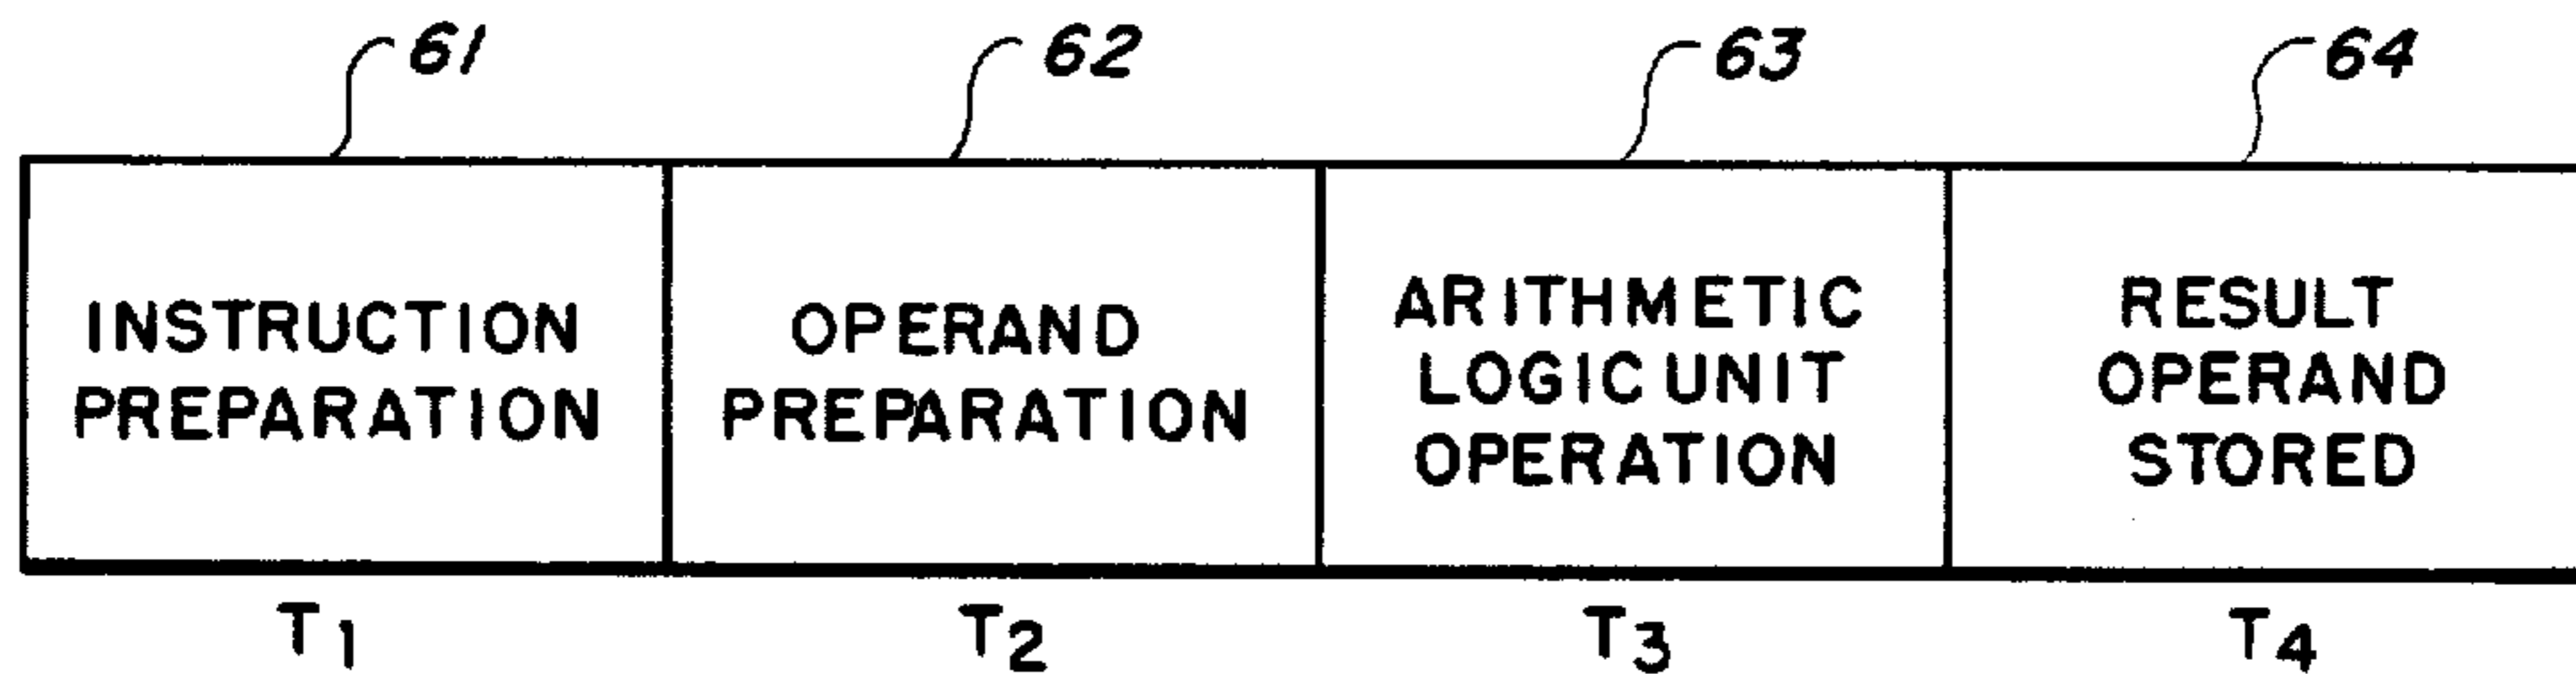 61
62
63
64
INSTRUCTION
PREPARATION
OPERAND
PREPARATION
ARITHMETIC
LOGIC UNIT
OPERATION
RESULT
OPERAND
STORED
T1
T2
T3
T4